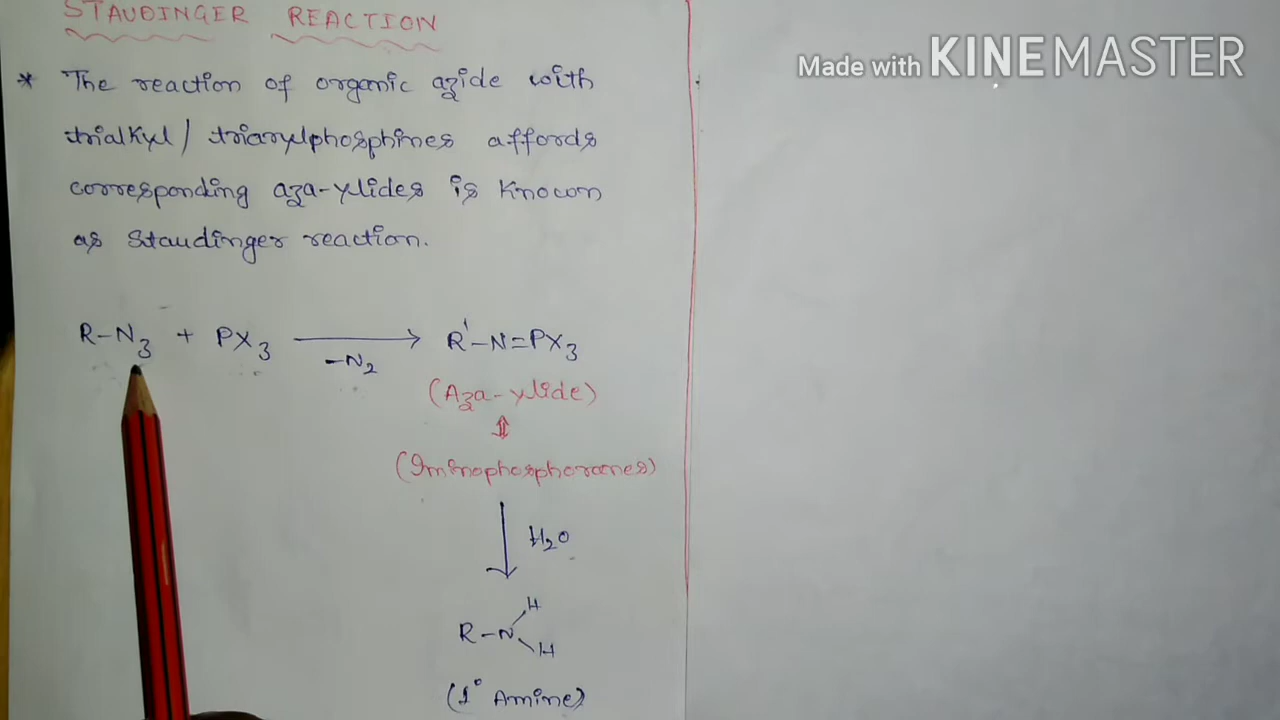 STAUDINGER REACTION
Made with KINEMASTER
* The reaction of organic azide with
trialkyl / triarylphosphines affords
corresponding aza-ylides is known
as Staudinger reaction.
R-N3 + PX3 ⟶ R'-N=PX3
-N2
(Aza-ylide)
⇕
(Iminophosphoranes)
↓ H2O
H
R-N
H
(1° Amine)